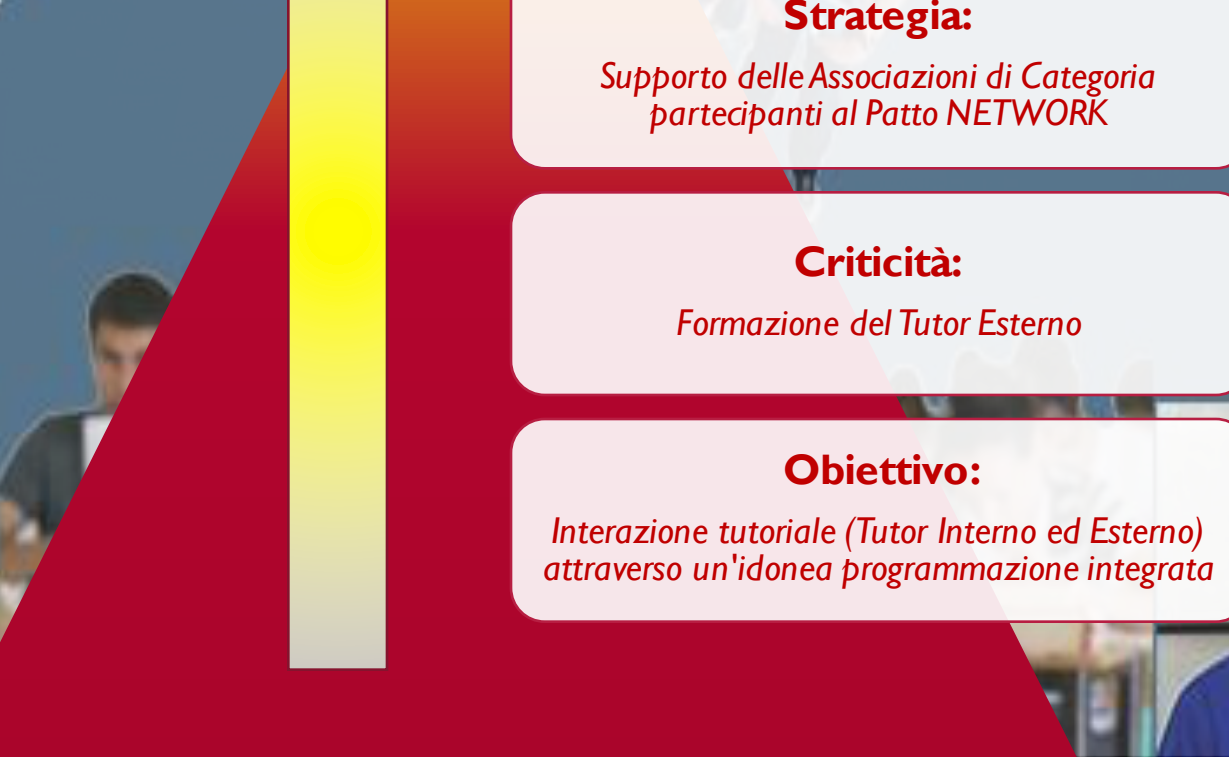 Strategia:
Supporto delle Associazioni di Categoria
partecipanti al Patto NETWORK
Criticità:
Formazione del Tutor Esterno
Obiettivo:
Interazione tutoriale (Tutor Interno ed Esterno)
attraverso un'idonea programmazione integrata